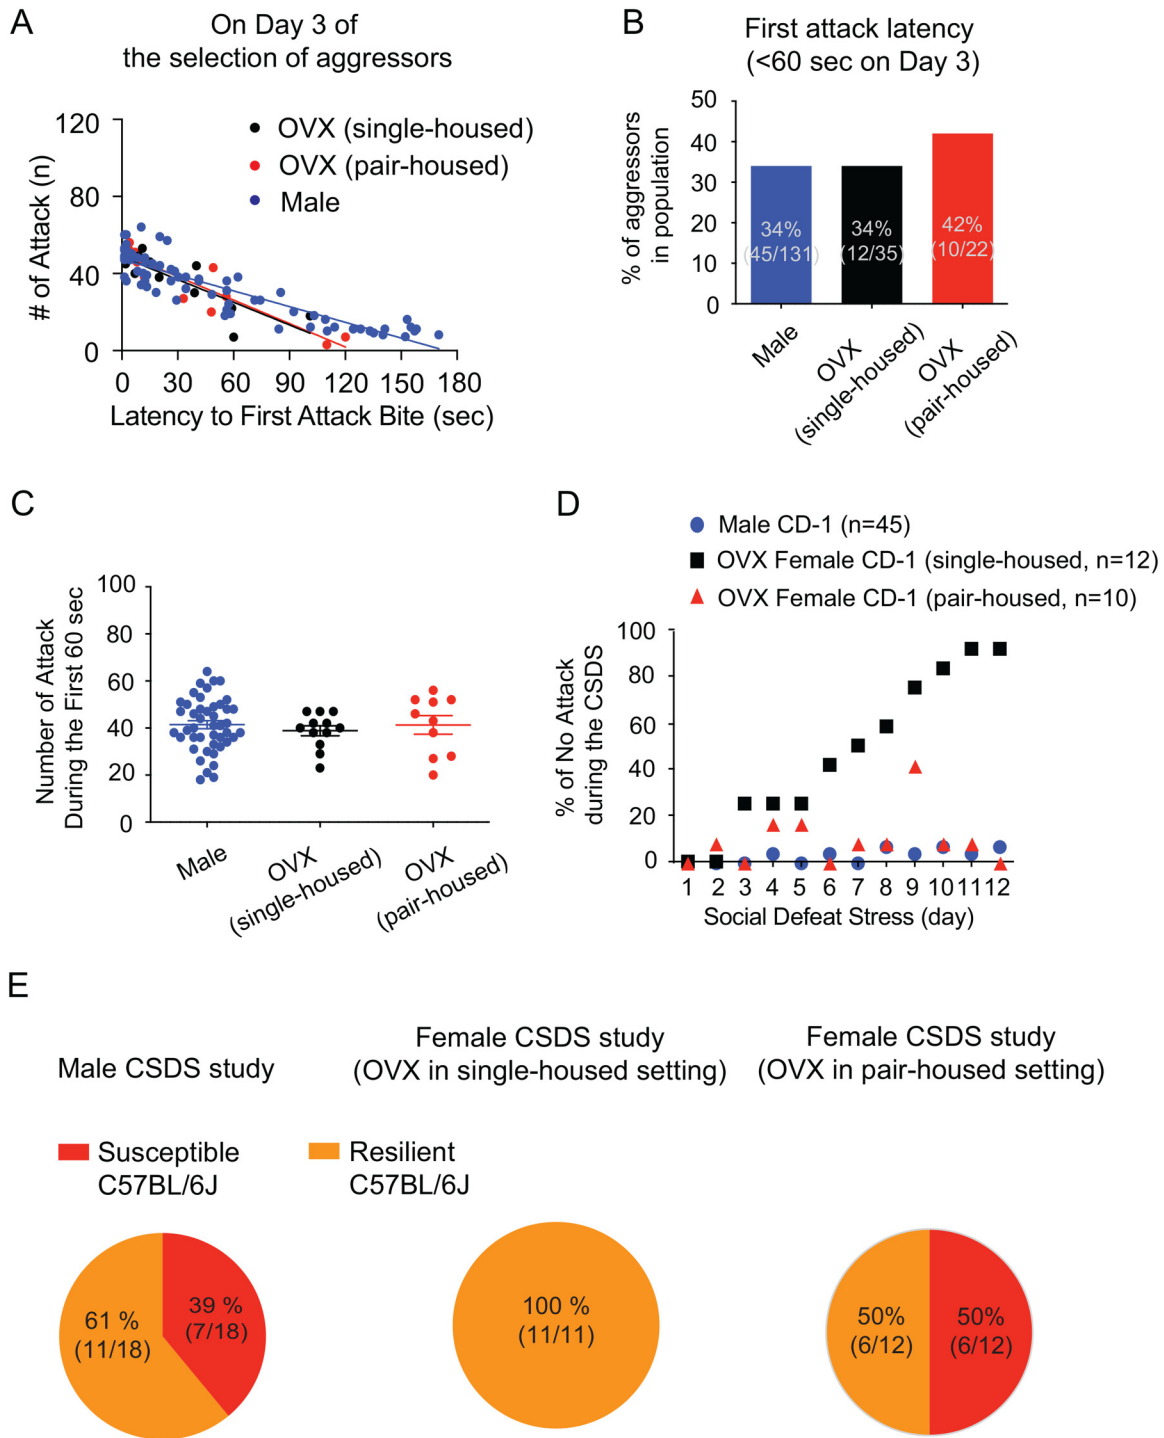 A
On Day 3 of
the selection of aggressors
# of Attack (n)
120
80
40
0
OVX (single-housed)
OVX (pair-housed)
Male
0 30 60 90 120 150 180
Latency to First Attack Bite (sec)
B
First attack latency
(<60 sec on Day 3)
% of aggressors
in population
50
40
30
20
10
0
34%
(45/131)
34%
(12/35)
42%
(10/22)
Male
OVX
(single-housed)
OVX
(pair-housed)
C
Number of Attack
During the First 60 sec
100
80
60
40
20
0
Male
OVX
(single-housed)
OVX
(pair-housed)
D
Male CD-1 (n=45)
OVX Female CD-1 (single-housed, n=12)
OVX Female CD-1 (pair-housed, n=10)
% of No Attack
during the CSDS
100
80
60
40
20
0
1 2 3 4 5 6 7 8 9 10 11 12
Social Defeat Stress (day)
E
Male CSDS study
Female CSDS study
(OVX in single-housed setting)
Female CSDS study
(OVX in pair-housed setting)
Susceptible
C57BL/6J
Resilient
C57BL/6J
61 %
(11/18)
39 %
(7/18)
100 %
(11/11)
50%
(6/12)
50%
(6/12)